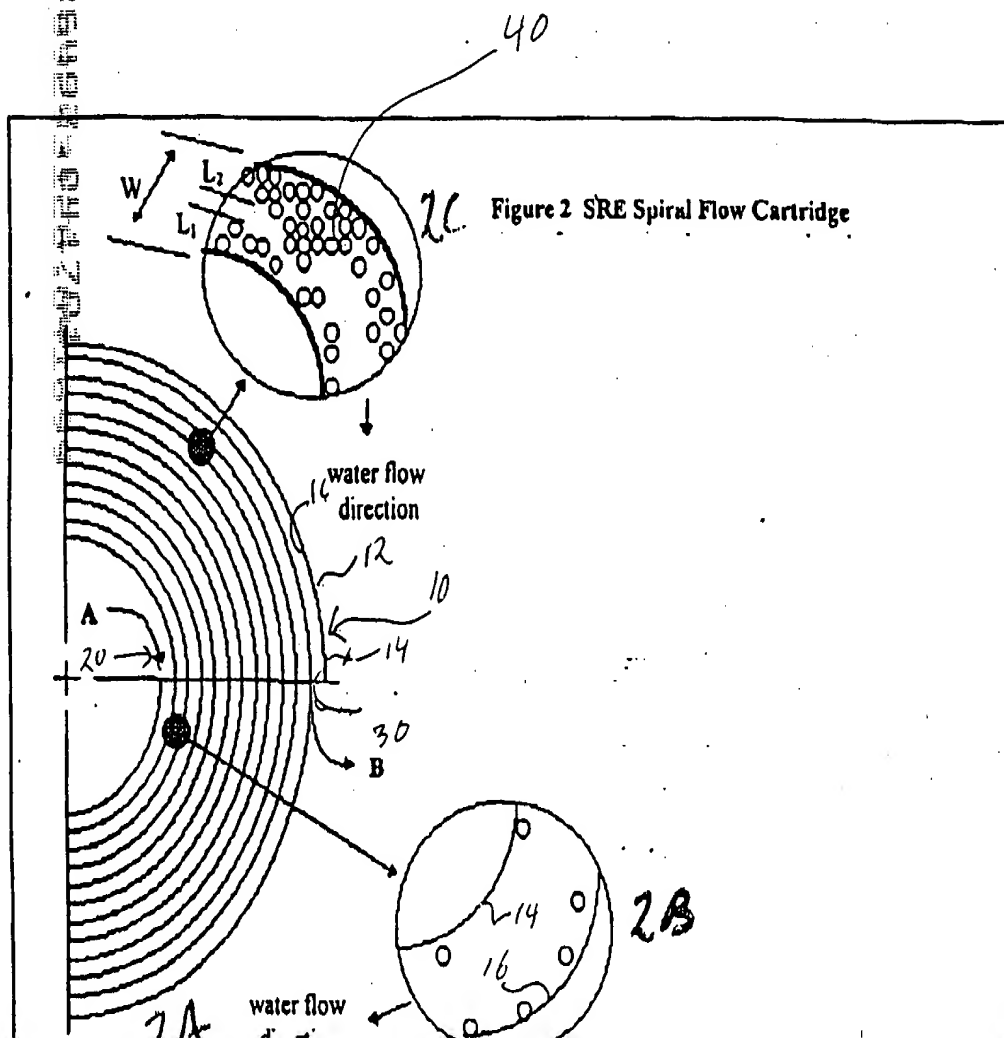 40
L₂
W
L₁
2C
Figure 2 SRE Spiral Flow Cartridge
16 water flow
direction
12
A
10
20
14
30
B
14
2B
16
water flow
2A